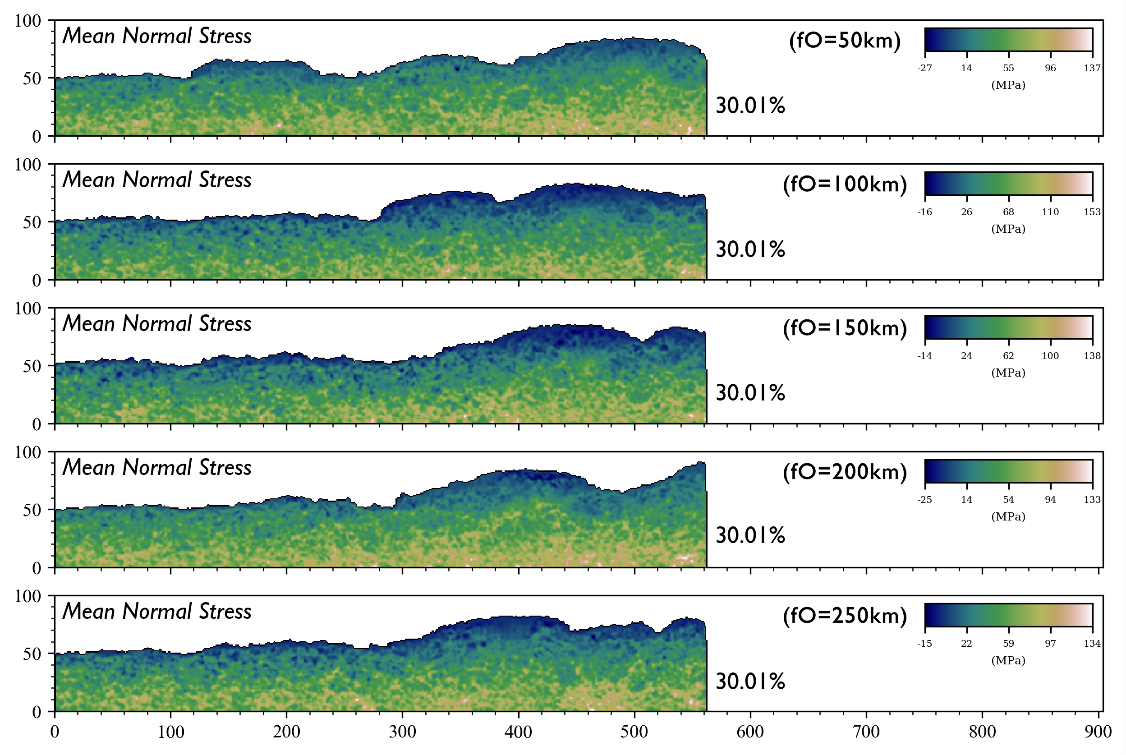 100
Mean Normal Stress
(fO=50km)
-27 14 55 96 137
(MPa)
50
30.01%
0
100
Mean Normal Stress
(fO=100km)
-16 26 68 110 153
(MPa)
50
30.01%
0
100
Mean Normal Stress
(fO=150km)
-14 24 62 100 138
(MPa)
50
30.01%
0
100
Mean Normal Stress
(fO=200km)
-25 14 54 94 133
(MPa)
50
30.01%
0
100
Mean Normal Stress
(fO=250km)
-15 22 59 97 134
(MPa)
50
30.01%
0
0 100 200 300 400 500 600 700 800 900